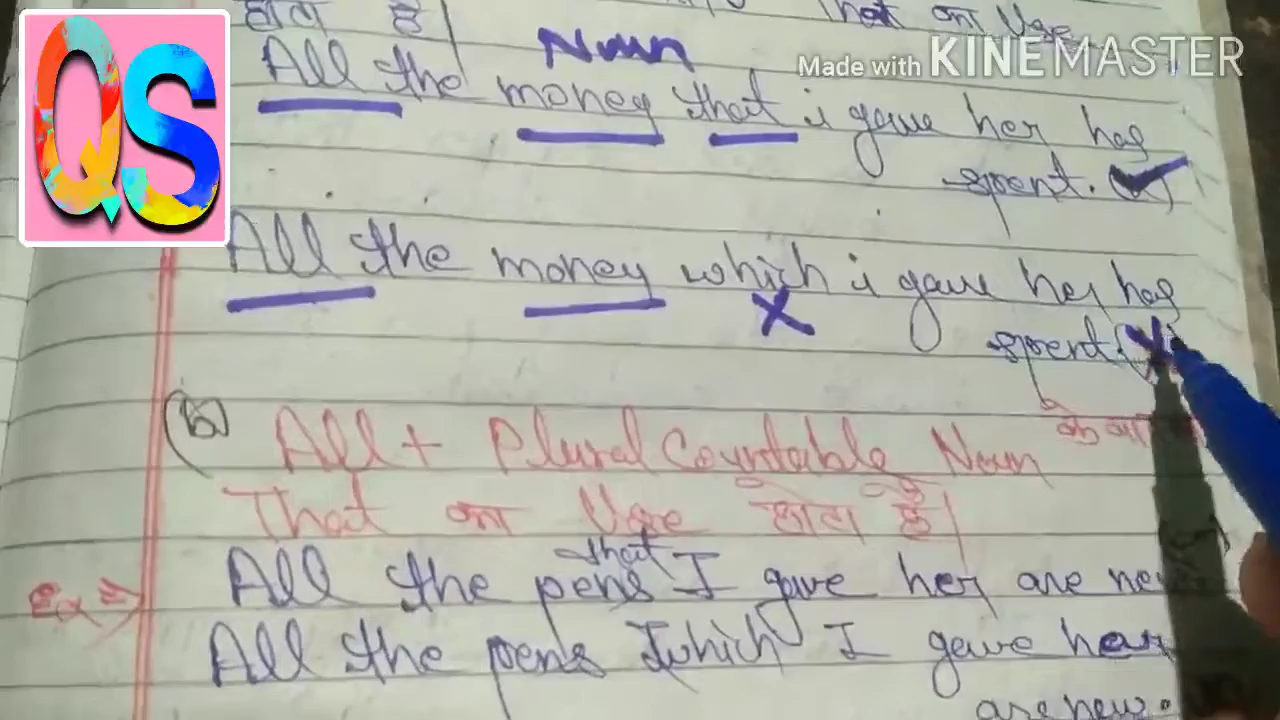 होता है। That का Use
Noun
All the money that i gave her has
spent. (✓)
All the money which i gave her has
X
spent (X)
(b) All + Plural Countable Noun के
That का Use होता है।
that
Ex ⇒ All the pens I gave her are
All the pens which I gave her
are new.
QS
Made with KINEMASTER